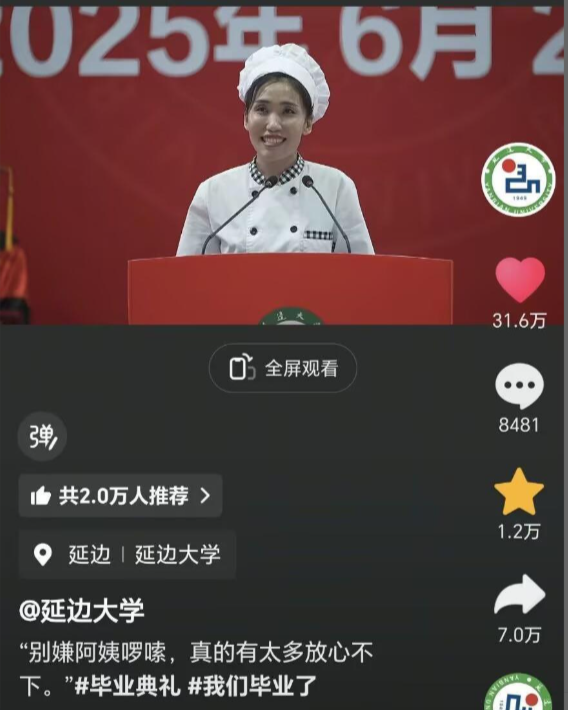 2025年 6月 2
31.6万
全屏观看
8481
弹
共2.0万人推荐
1.2万
延边 | 延边大学
7.0万
@延边大学
“别嫌阿姨啰嗦，真的有太多放心不
下。”#毕业典礼 #我们毕业了